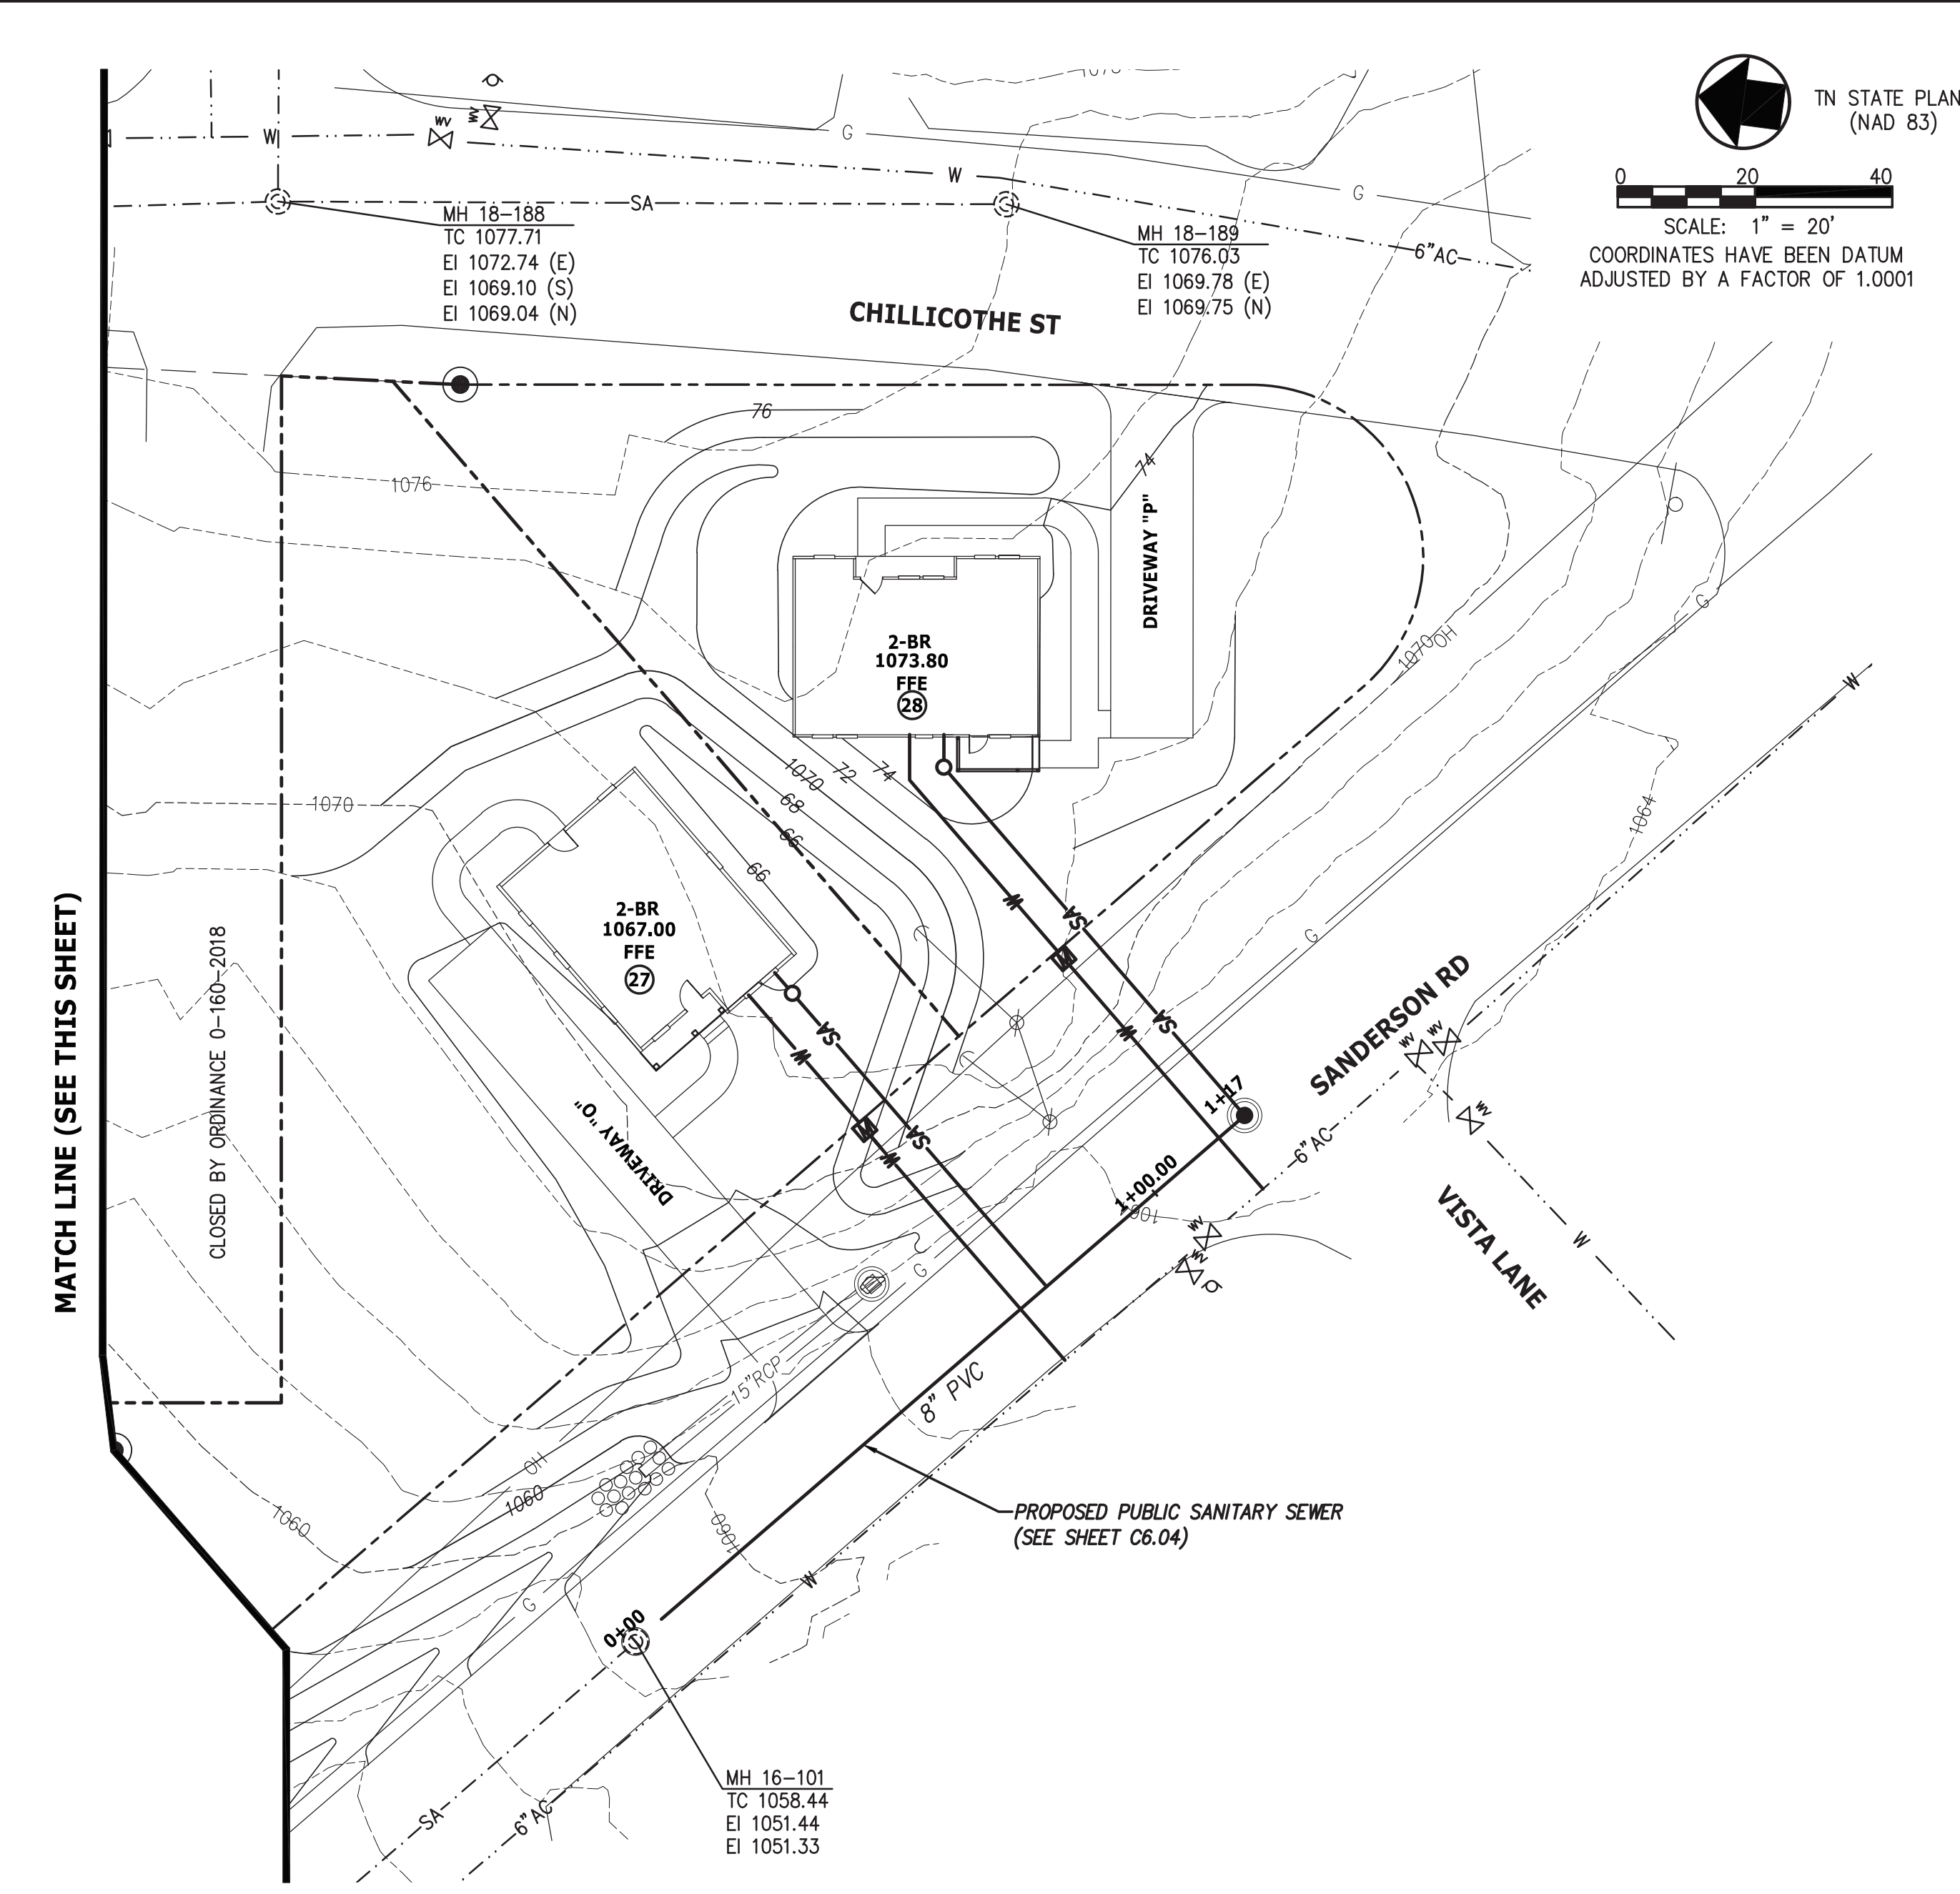 TN STATE PLAN
(NAD 83)
0 20 40
SCALE: 1" = 20'
COORDINATES HAVE BEEN DATUM
ADJUSTED BY A FACTOR OF 1.0001
W
WV
WV
G
W
G
SA
6"AC
MH 18-188
TC 1077.71
EI 1072.74 (E)
EI 1069.10 (S)
EI 1069.04 (N)
MH 18-189
TC 1076.03
EI 1069.78 (E)
EI 1069.75 (N)
CHILLICOTHE ST
76
1076
74
DRIVEWAY "P"
2-BR
1073.80
FFE
28
1070
OH
G
W
1070
72
74
68
66
66
1070
1064
2-BR
1067.00
FFE
27
W
SA
G
SANDERSON RD
MATCH LINE (SEE THIS SHEET)
CLOSED BY ORDINANCE O-160-2018
W
SA
W
SA
WV
WV
WV
DRIVEWAY "O"
W
SA
1+17
6"AC
1+00.00
WV
WV
VISTA LANE
W
G
15"RCP
8" PVC
OH
1060
1060
1060
PROPOSED PUBLIC SANITARY SEWER
(SEE SHEET C6.04)
W
G
0+00
MH 16-101
TC 1058.44
EI 1051.44
EI 1051.33
SA
6"AC